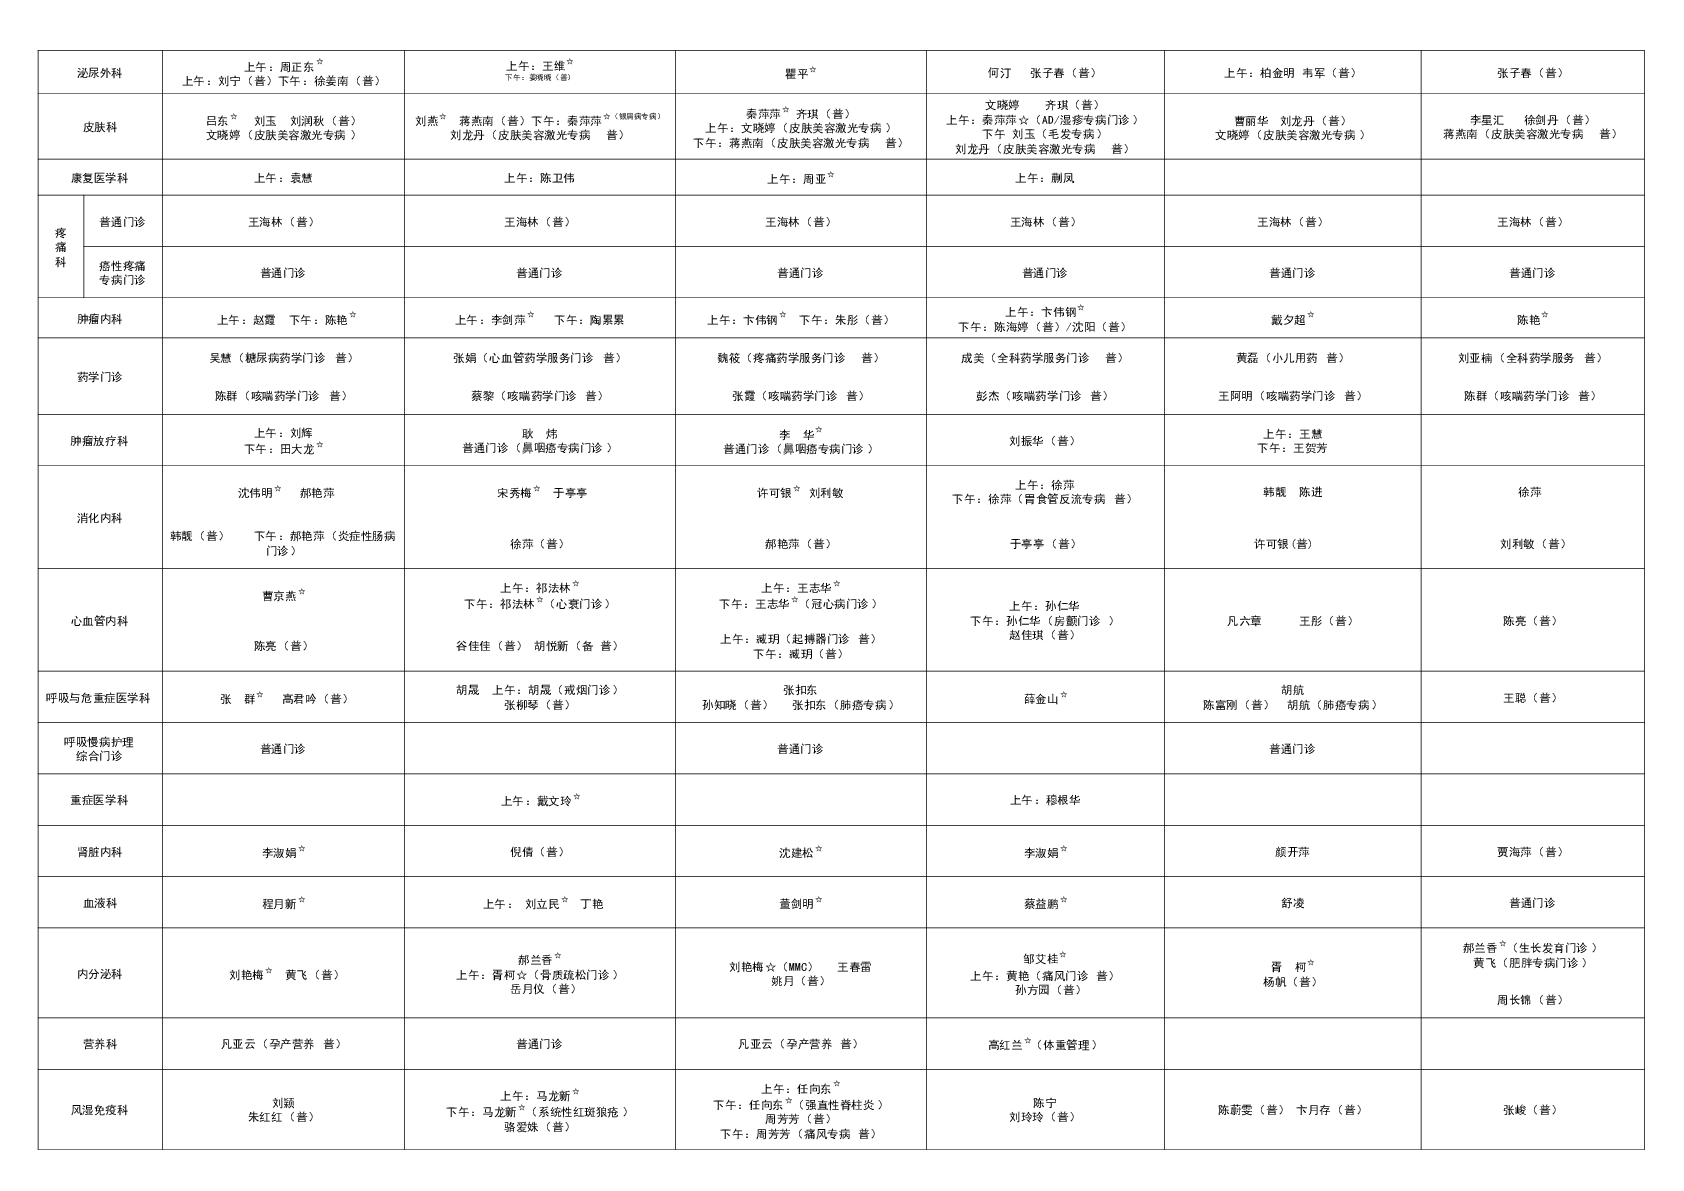 泌尿外科
上午：周正东☆
上午：刘宁（普）下午：徐姜南（普）
上午：王维☆
下午：姜晓晓（普）
瞿平☆
何汀 张子春（普）
上午：柏金明 韦军（普）
张子春（普）
皮肤科
吕东☆ 刘玉 刘润秋（普）
文晓婷（皮肤美容激光专病）
刘燕☆ 蒋燕南（普）下午：秦萍萍☆（银屑病专病）
刘龙丹（皮肤美容激光专病 普）
秦萍萍☆ 齐琪（普）
上午：文晓婷（皮肤美容激光专病）
下午：蒋燕南（皮肤美容激光专病 普）
文晓婷 齐琪（普）
上午：秦萍萍☆（AD/湿疹专病门诊）
下午 刘玉（毛发专病）
刘龙丹（皮肤美容激光专病 普）
曹丽华 刘龙丹（普）
文晓婷（皮肤美容激光专病）
李星汇 徐剑丹（普）
蒋燕南（皮肤美容激光专病 普）
康复医学科
上午：袁慧
上午：陈卫伟
上午：周亚☆
上午：蒯凤
疼
痛
科
普通门诊
王海林（普）
王海林（普）
王海林（普）
王海林（普）
王海林（普）
王海林（普）
癌性疼痛
专病门诊
普通门诊
普通门诊
普通门诊
普通门诊
普通门诊
普通门诊
肿瘤内科
上午：赵霞 下午：陈艳☆
上午：李剑萍☆ 下午：陶累累
上午：卞伟钢☆ 下午：朱彤（普）
上午：卞伟钢☆
下午：陈海婷（普）/沈阳（普）
戴夕超☆
陈艳☆
药学门诊
吴慧（糖尿病药学门诊 普）
陈群（咳喘药学门诊 普）
张娟（心血管药学服务门诊 普）
蔡黎（咳喘药学门诊 普）
魏筱（疼痛药学服务门诊 普）
张霞（咳喘药学门诊 普）
成美（全科药学服务门诊 普）
彭杰（咳喘药学门诊 普）
黄磊（小儿用药 普）
王阿明（咳喘药学门诊 普）
刘亚楠（全科药学服务 普）
陈群（咳喘药学门诊 普）
肿瘤放疗科
上午：刘辉
下午：田大龙☆
耿 炜
普通门诊（鼻咽癌专病门诊）
李 华☆
普通门诊（鼻咽癌专病门诊）
刘振华（普）
上午：王慧
下午：王贺芳
消化内科
沈伟明☆ 郝艳萍
韩靓（普） 下午：郝艳萍（炎症性肠病
门诊）
宋秀梅☆ 于亭亭
徐萍（普）
许可银☆ 刘利敏
郝艳萍（普）
上午：徐萍
下午：徐萍（胃食管反流专病 普）
于亭亭（普）
韩靓 陈进
许可银(普)
徐萍
刘利敏（普）
心血管内科
曹京燕☆
陈亮（普）
上午：祁法林☆
下午：祁法林☆（心衰门诊）
谷佳佳（普） 胡悦新（备 普）
上午：王志华☆
下午：王志华☆（冠心病门诊）
上午：臧玥（起搏器门诊 普）
下午：臧玥（普）
上午：孙仁华
下午：孙仁华（房颤门诊 ）
赵佳琪（普）
凡六章 王彤（普）
陈亮（普）
呼吸与危重症医学科
张 群☆ 高君吟（普）
胡晟 上午：胡晟（戒烟门诊）
张柳琴（普）
张扣东
孙知晓（普） 张扣东（肺癌专病）
薛金山☆
胡航
陈富刚（普） 胡航（肺癌专病）
王聪（普）
呼吸慢病护理
综合门诊
普通门诊
普通门诊
普通门诊
重症医学科
上午：戴文玲☆
上午：穆根华
肾脏内科
李淑娟☆
倪倩（普）
沈建松☆
李淑娟☆
颜开萍
贾海萍（普）
血液科
程月新☆
上午： 刘立民☆ 丁艳
董剑明☆
蔡益鹏☆
舒凌
普通门诊
内分泌科
刘艳梅☆ 黄飞（普）
郝兰香☆
上午：胥柯☆（骨质疏松门诊）
岳月仪（普）
刘艳梅☆（MMC） 王春雷
姚月（普）
邹艾桂☆
上午：黄艳（痛风门诊 普）
孙方园（普）
胥 柯☆
杨帆（普）
郝兰香☆（生长发育门诊）
黄飞（肥胖专病门诊）
周长锦（普）
营养科
凡亚云（孕产营养 普）
普通门诊
凡亚云（孕产营养 普）
高红兰☆（体重管理）
风湿免疫科
刘颖
朱红红（普）
上午：马龙新☆
下午：马龙新☆（系统性红斑狼疮）
骆爱姝（普）
上午：任向东☆
下午：任向东☆（强直性脊柱炎）
周芳芳（普）
下午：周芳芳（痛风专病 普）
陈宁
刘玲玲（普）
陈蔚雯（普） 卞月存（普）
张峻（普）